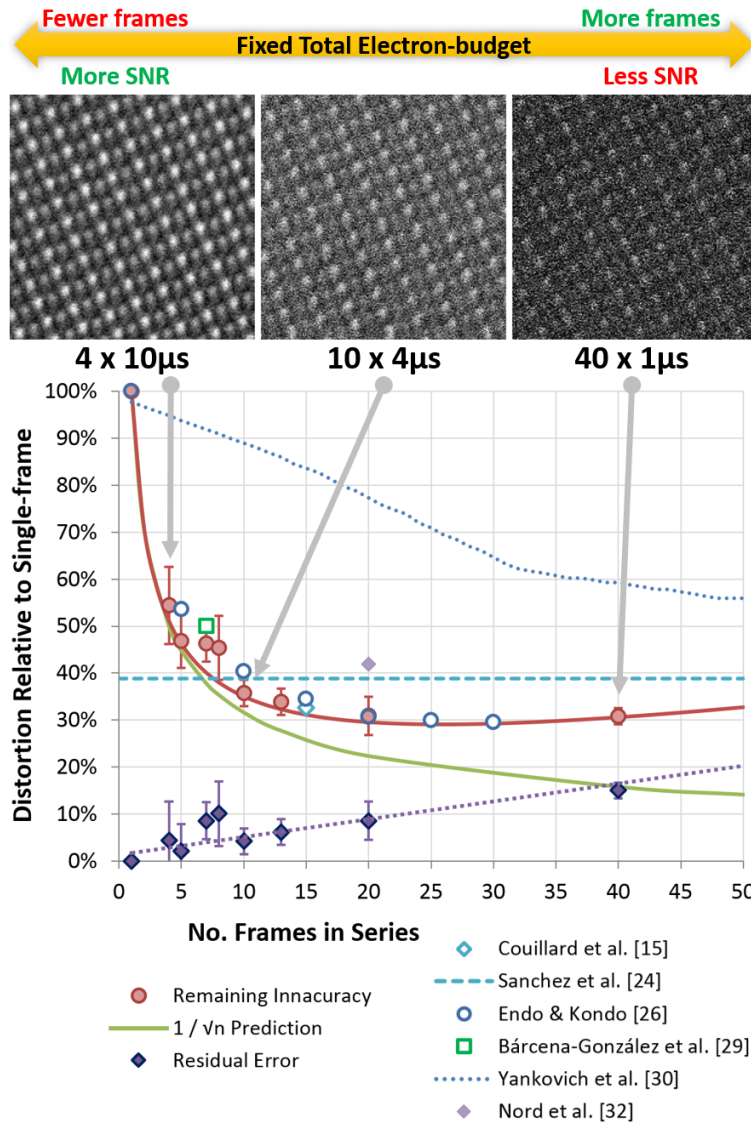 Fewer frames
More frames
Fixed Total Electron-budget
More SNR
Less SNR
4 x 10µs
10 x 4µs
40 x 1µs
Distortion Relative to Single-frame
100%
90%
80%
70%
60%
50%
40%
30%
20%
10%
0%
0 5 10 15 20 25 30 35 40 45 50
No. Frames in Series
Remaining Innacuracy
1 / √n Prediction
Residual Error
Couillard et al. [15]
Sanchez et al. [24]
Endo & Kondo [26]
Bárcena-González et al. [29]
Yankovich et al. [30]
Nord et al. [32]